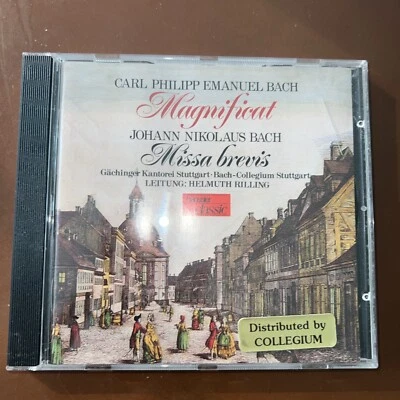 CARL PHILIPP EMANUEL BACH
Magnificat
JOHANN NIKOLAUS BACH
Missa brevis
Gächinger Kantorei Stuttgart · Bach-Collegium Stuttgart
LEITUNG: HELMUTH RILLING
classic
Distributed by
COLLEGIUM